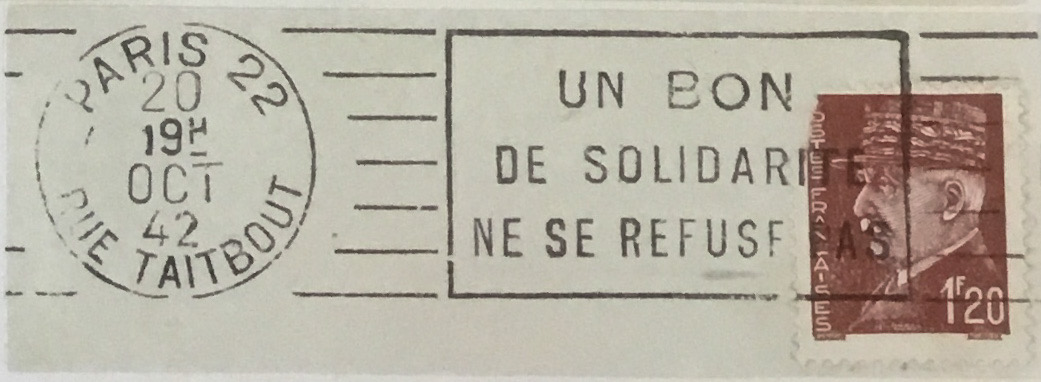 PARIS 22
20
19H
OCT
42
RUE TAITBOUT
UN BON
DE SOLIDARITE
NE SE REFUSE PAS
POSTES FRANÇAISES
1F20